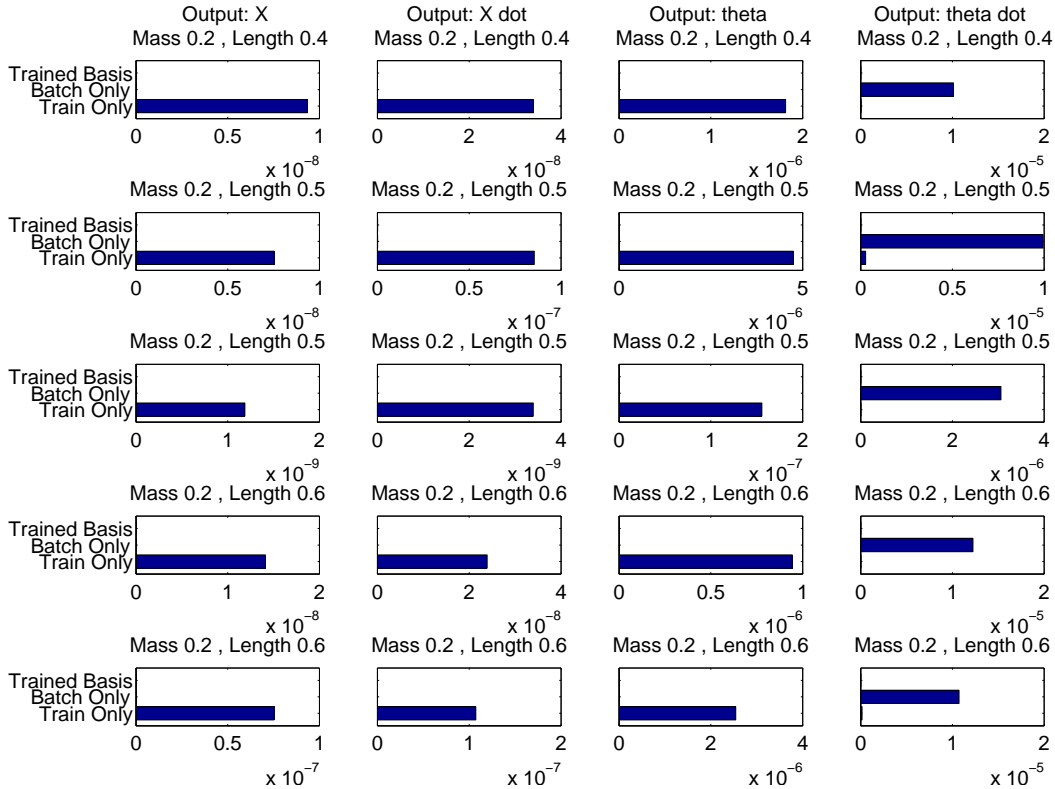 Output: X Output: X dot Output: theta Output: theta dot
Mass 0.2 , Length 0.4 Mass 0.2 , Length 0.4 Mass 0.2 , Length 0.4 Mass 0.2 , Length 0.4
Trained Basis
Batch Only
Train Only
0 0.5 1 0 2 4 0 1 2 0 1 2
x 10−8 x 10−8 x 10−6 x 10−5
Mass 0.2 , Length 0.5 Mass 0.2 , Length 0.5 Mass 0.2 , Length 0.5 Mass 0.2 , Length 0.5
Trained Basis
Batch Only
Train Only
0 0.5 1 0 0.5 1 0 5 0 0.5 1
x 10−8 x 10−7 x 10−6 x 10−5
Mass 0.2 , Length 0.5 Mass 0.2 , Length 0.5 Mass 0.2 , Length 0.5 Mass 0.2 , Length 0.5
Trained Basis
Batch Only
Train Only
0 1 2 0 2 4 0 1 2 0 2 4
x 10−9 x 10−9 x 10−7 x 10−6
Mass 0.2 , Length 0.6 Mass 0.2 , Length 0.6 Mass 0.2 , Length 0.6 Mass 0.2 , Length 0.6
Trained Basis
Batch Only
Train Only
0 1 2 0 2 4 0 0.5 1 0 1 2
x 10−8 x 10−8 x 10−6 x 10−5
Mass 0.2 , Length 0.6 Mass 0.2 , Length 0.6 Mass 0.2 , Length 0.6 Mass 0.2 , Length 0.6
Trained Basis
Batch Only
Train Only
0 0.5 1 0 1 2 0 2 4 0 1 2
x 10−7 x 10−7 x 10−6 x 10−5